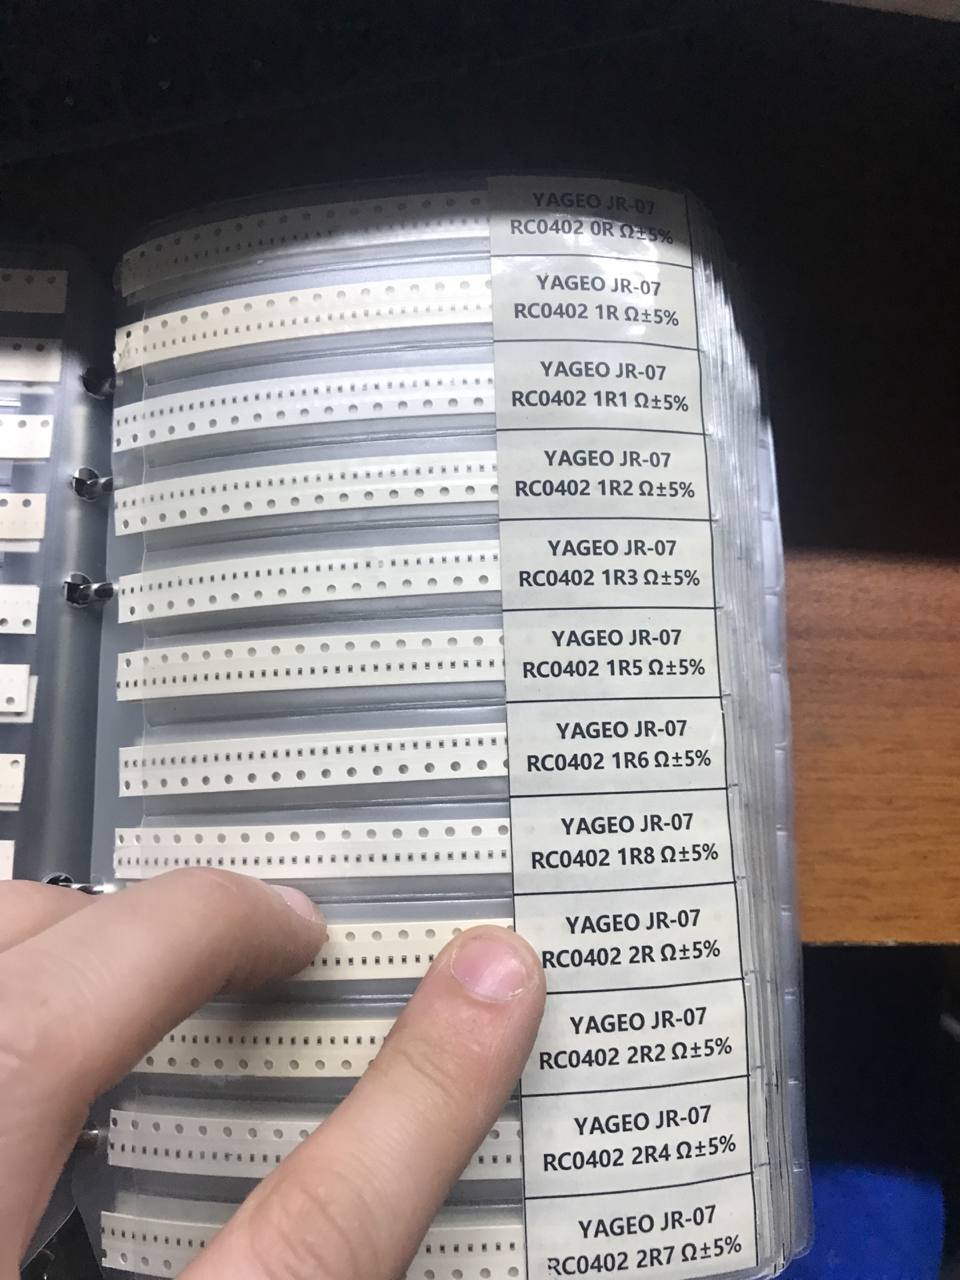 YAGEO JR-07
RC0402 0R Ω±5%
YAGEO JR-07
RC0402 1R Ω±5%
YAGEO JR-07
RC0402 1R1 Ω±5%
YAGEO JR-07
RC0402 1R2 Ω±5%
YAGEO JR-07
RC0402 1R3 Ω±5%
YAGEO JR-07
RC0402 1R5 Ω±5%
YAGEO JR-07
RC0402 1R6 Ω±5%
YAGEO JR-07
RC0402 1R8 Ω±5%
YAGEO JR-07
RC0402 2R Ω±5%
YAGEO JR-07
RC0402 2R2 Ω±5%
YAGEO JR-07
RC0402 2R4 Ω±5%
YAGEO JR-07
RC0402 2R7 Ω±5%